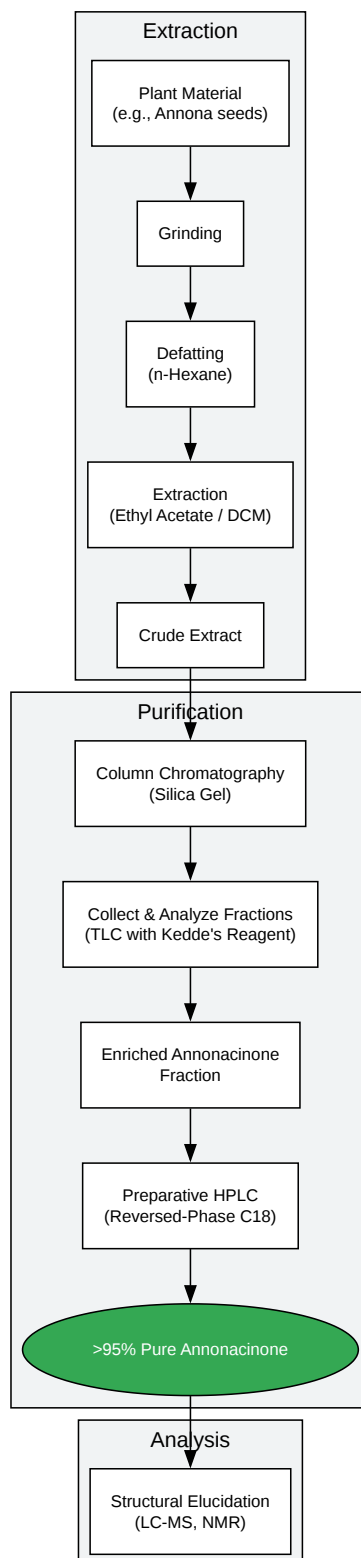 Extraction
Plant Material
(e.g., Annona seeds)
Grinding
Defatting
(n-Hexane)
Extraction
(Ethyl Acetate / DCM)
Crude Extract
Purification
Column Chromatography
(Silica Gel)
Collect & Analyze Fractions
(TLC with Kedde's Reagent)
Enriched Annonacinone
Fraction
Preparative HPLC
(Reversed-Phase C18)
>95% Pure Annonacinone
Analysis
Structural Elucidation
(LC-MS, NMR)